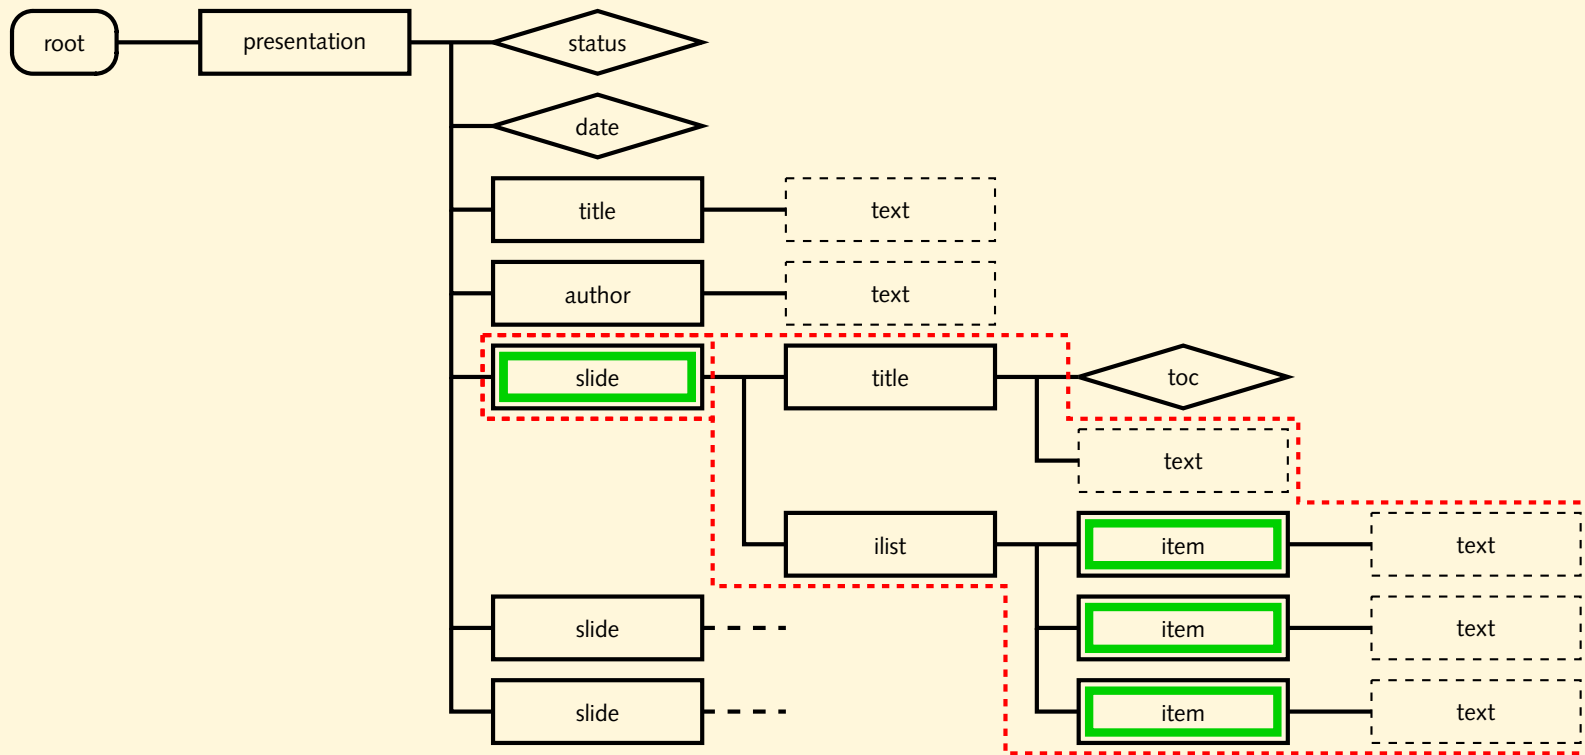 root presentation status
date
title text
author text
slide title toc
text
ilist item text
slide item text
slide item text